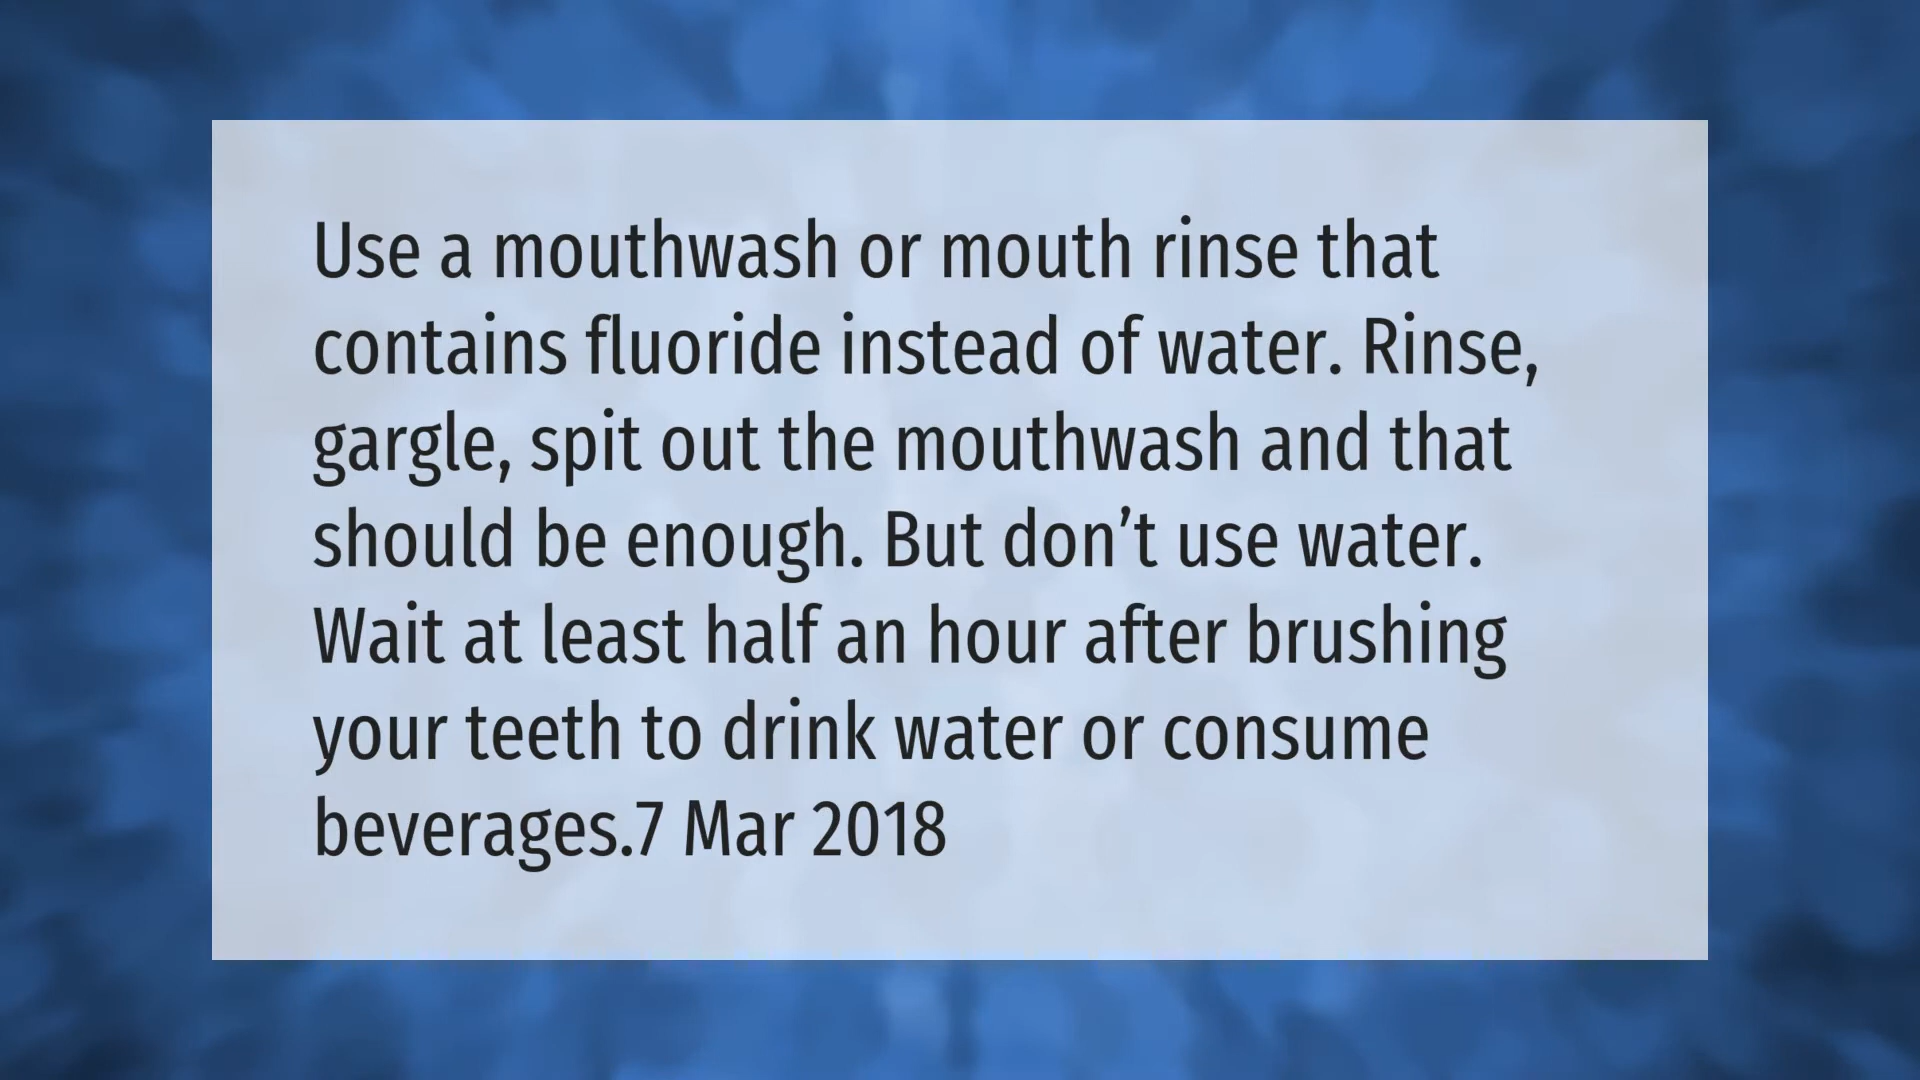 Use a mouthwash or mouth rinse that
contains fluoride instead of water. Rinse,
gargle, spit out the mouthwash and that
should be enough. But don’t use water.
Wait at least half an hour after brushing
your teeth to drink water or consume
beverages.7 Mar 2018